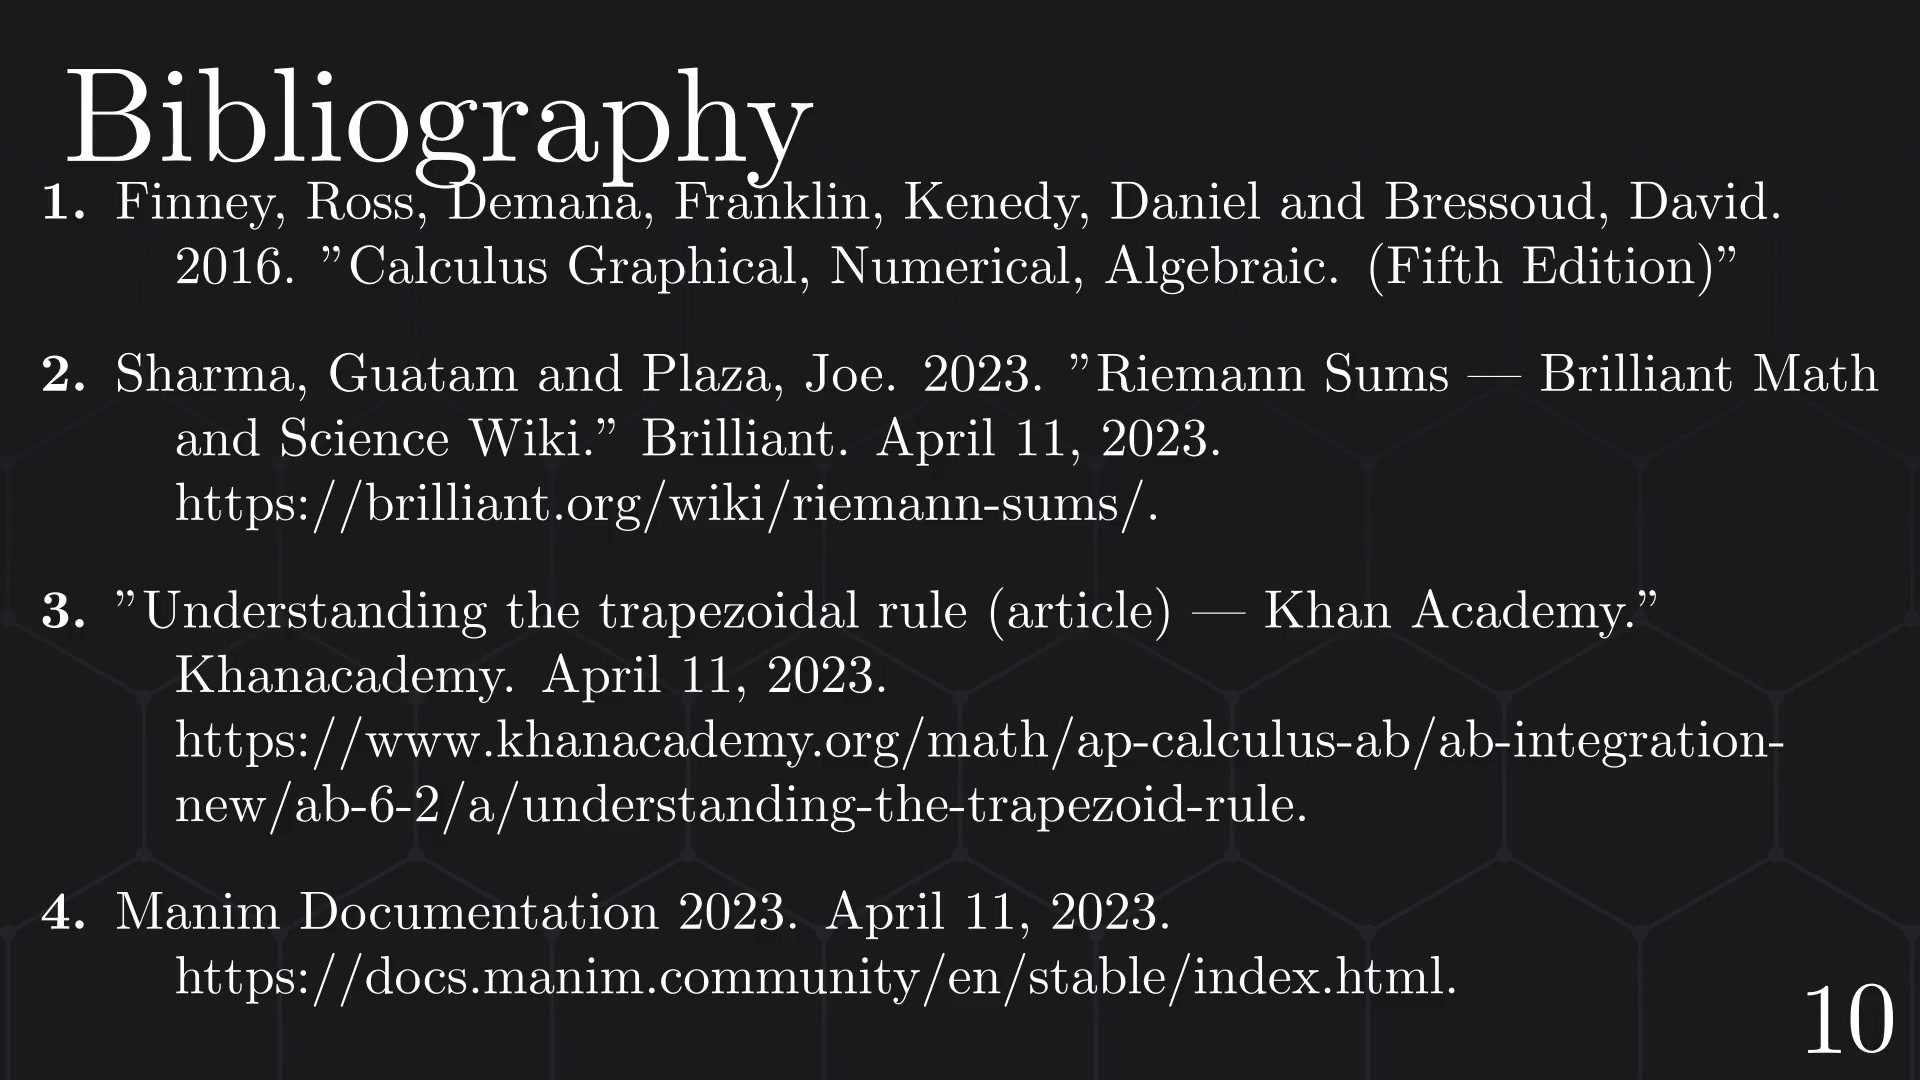 Bibliography
1. Finney, Ross, Demana, Franklin, Kenedy, Daniel and Bressoud, David.
2016. ”Calculus Graphical, Numerical, Algebraic. (Fifth Edition)”
2. Sharma, Guatam and Plaza, Joe. 2023. ”Riemann Sums — Brilliant Math
and Science Wiki.” Brilliant. April 11, 2023.
https://brilliant.org/wiki/riemann-sums/.
3. ”Understanding the trapezoidal rule (article) — Khan Academy.”
Khanacademy. April 11, 2023.
https://www.khanacademy.org/math/ap-calculus-ab/ab-integration-
new/ab-6-2/a/understanding-the-trapezoid-rule.
4. Manim Documentation 2023. April 11, 2023.
https://docs.manim.community/en/stable/index.html.
10